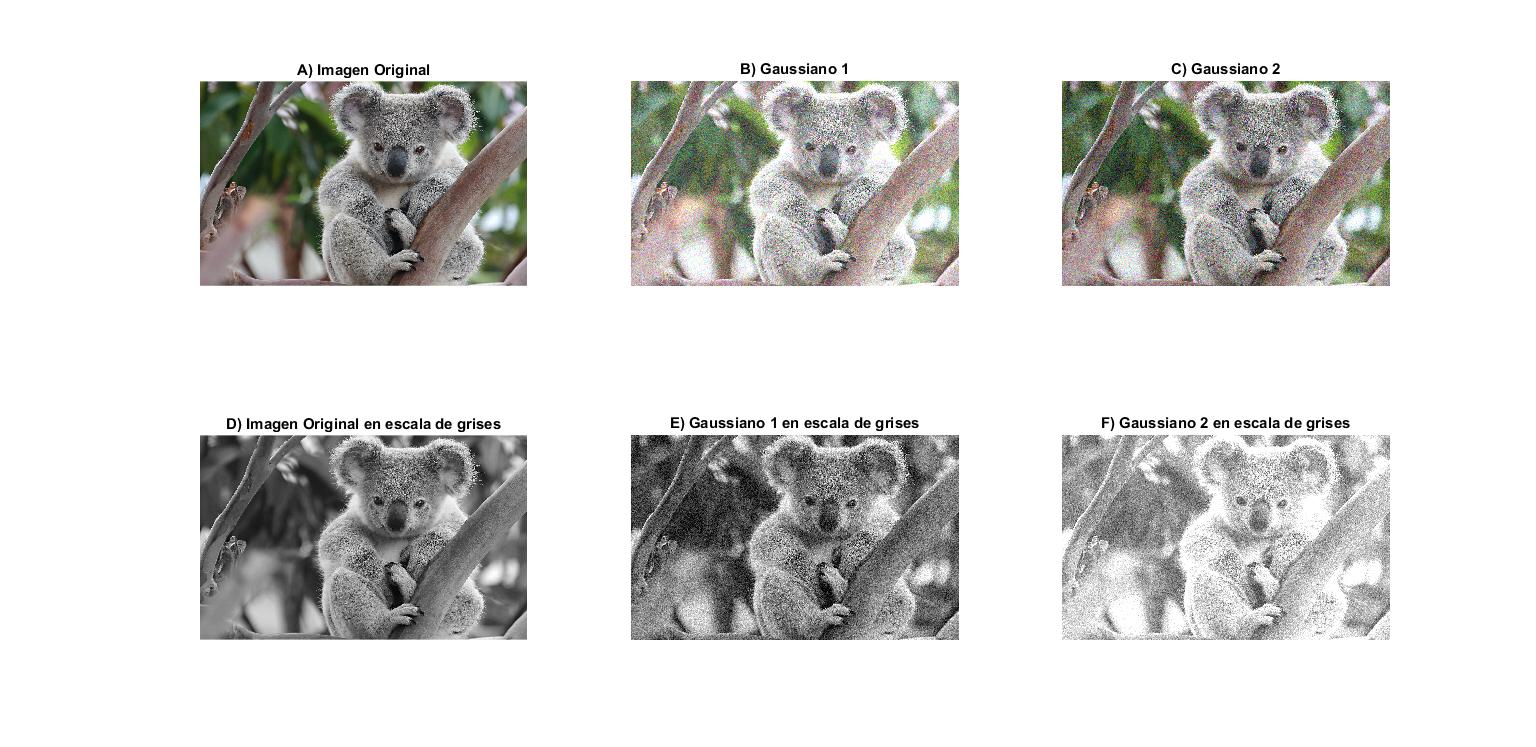 A) Imagen Original
B) Gaussiano 1
C) Gaussiano 2
D) Imagen Original en escala de grises
E) Gaussiano 1 en escala de grises
F) Gaussiano 2 en escala de grises